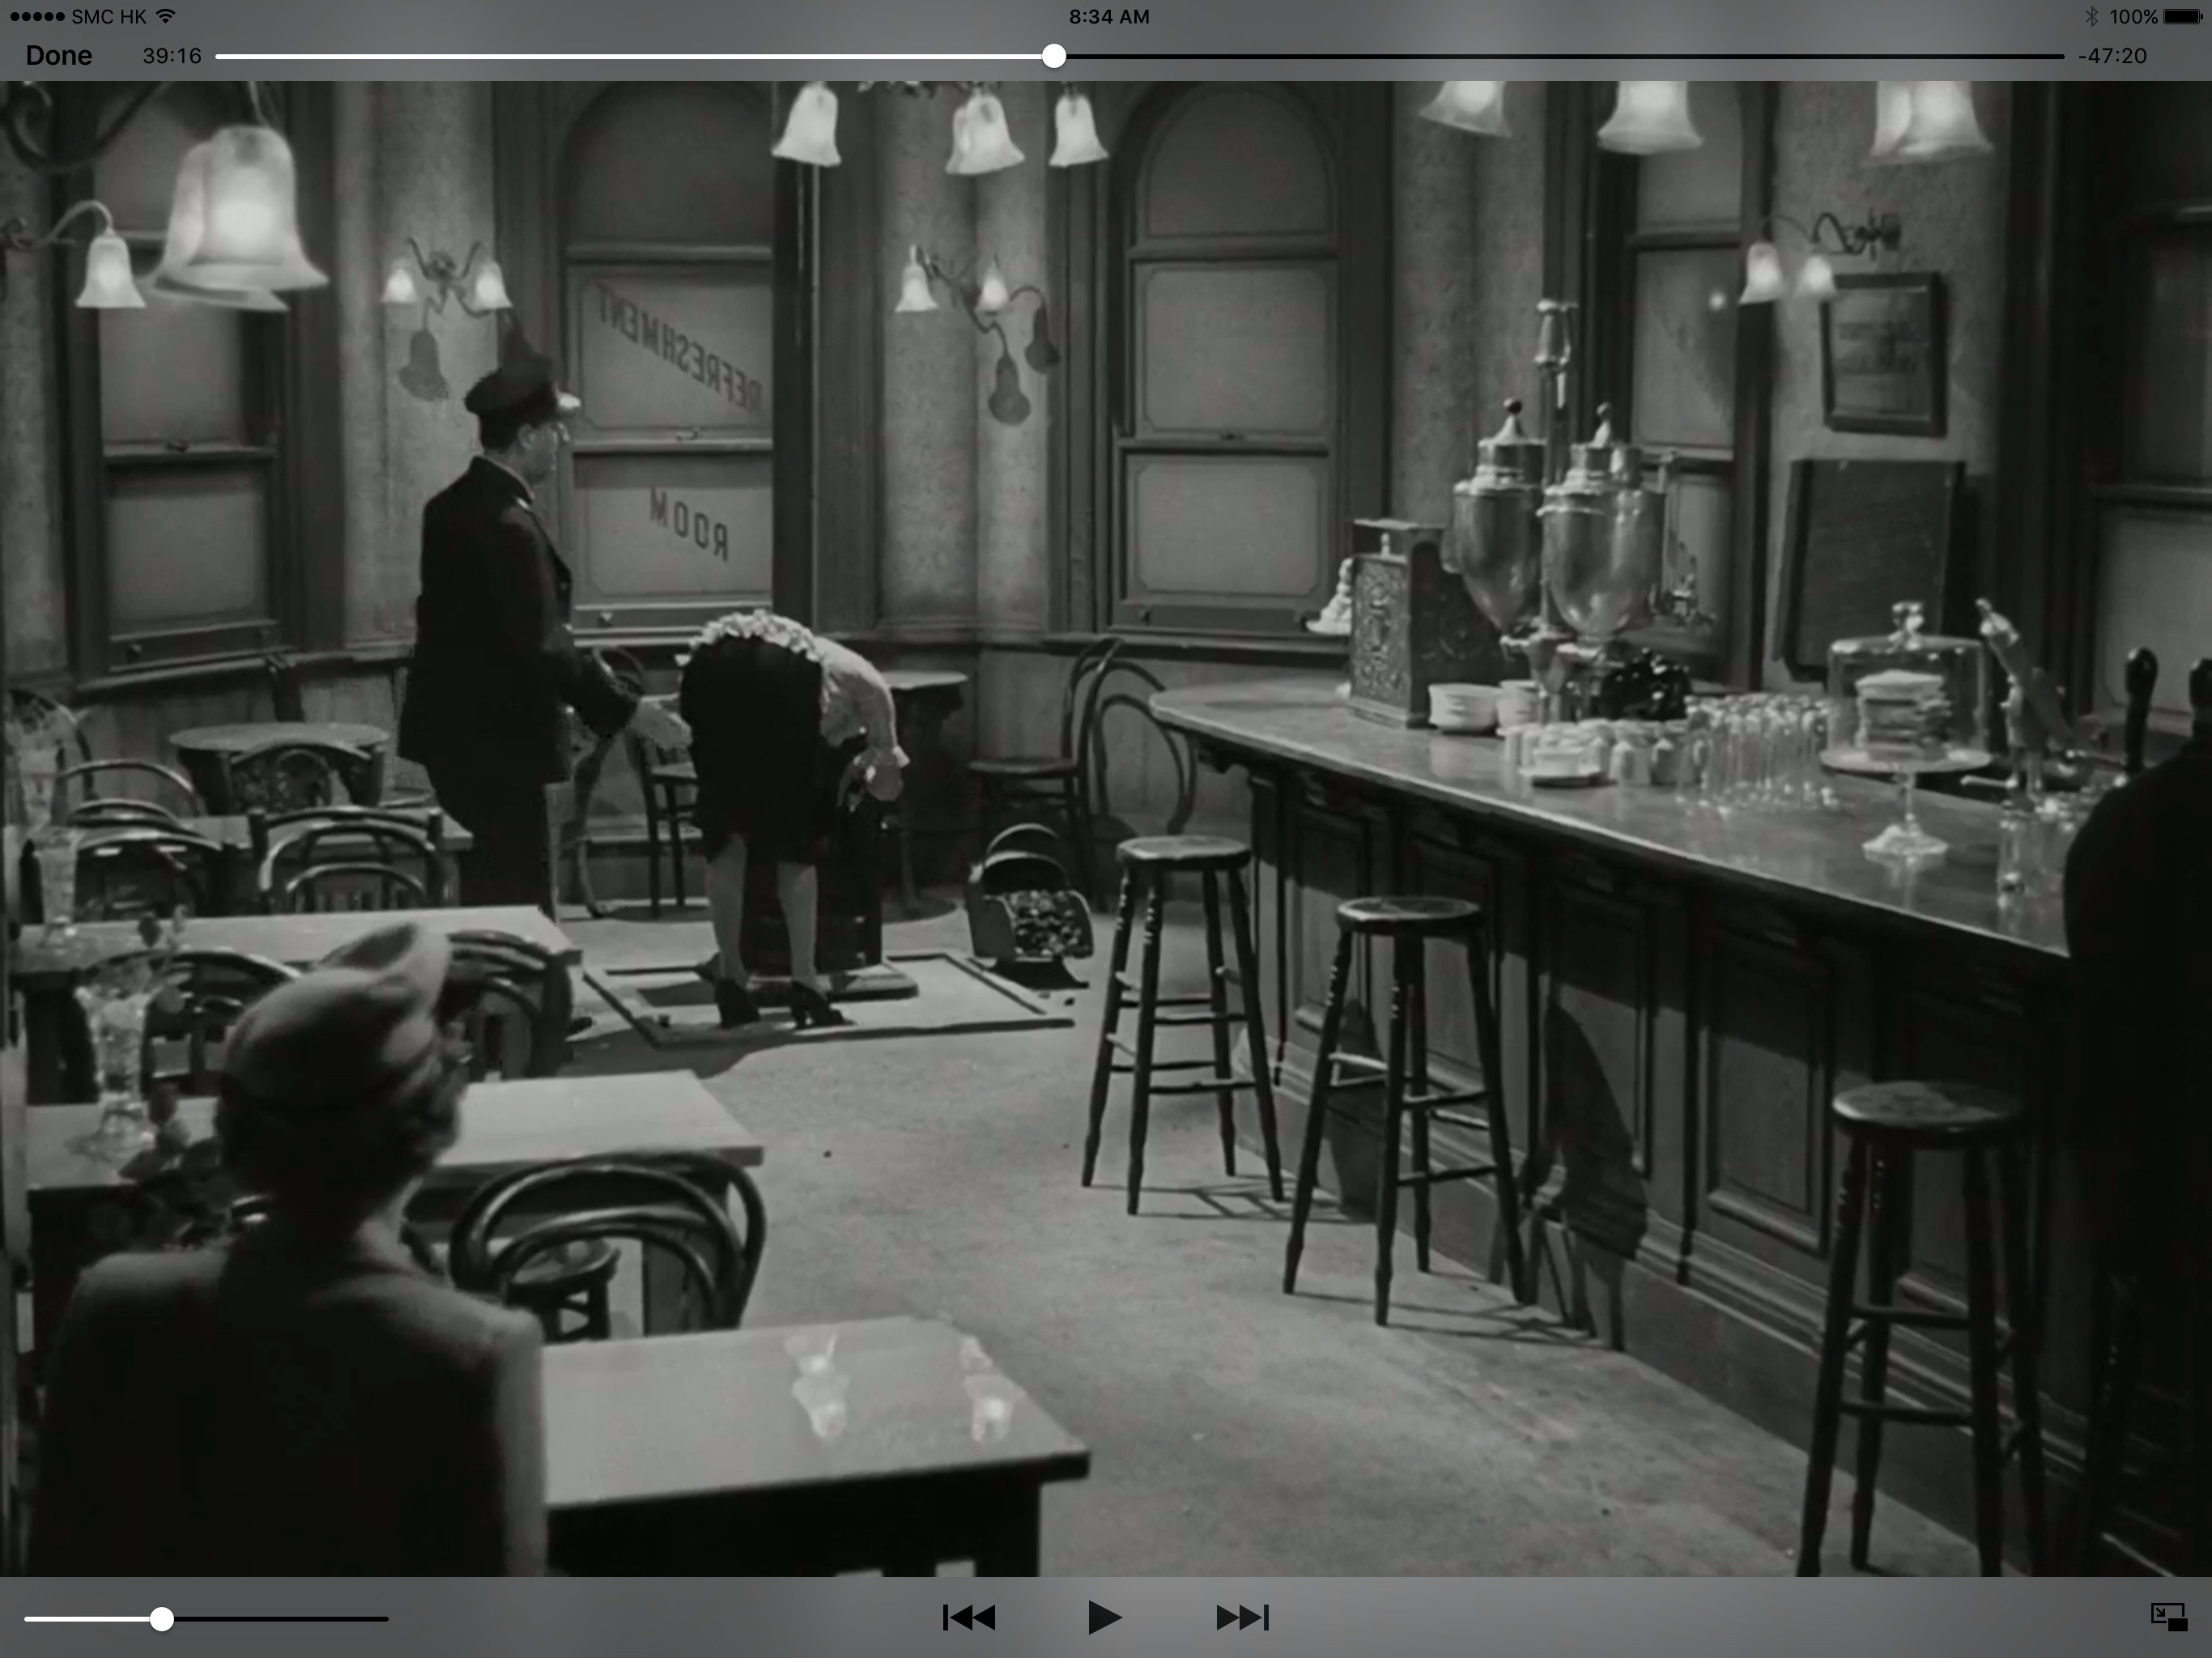 SMC HK
8:34 AM
100%
Done
39:16
-47:20
REFRESHMENT
ROOM